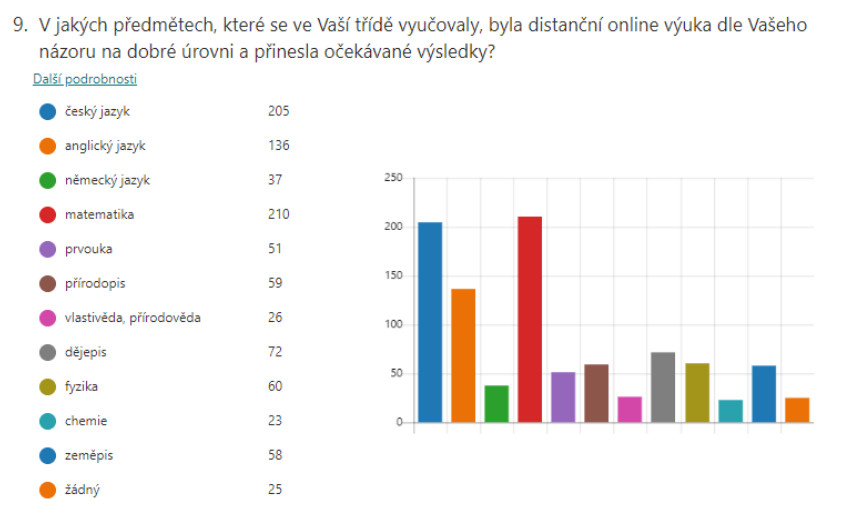 9. V jakých předmětech, které se ve Vaší třídě vyučovaly, byla distanční online výuka dle Vašeho
názoru na dobré úrovni a přinesla očekávané výsledky?
Další podrobnosti
český jazyk 205
anglický jazyk 136
německý jazyk 37
matematika 210
prvouka 51
přírodopis 59
vlastivěda, přírodověda 26
dějepis 72
fyzika 60
chemie 23
zeměpis 58
žádný 25
250
200
150
100
50
0